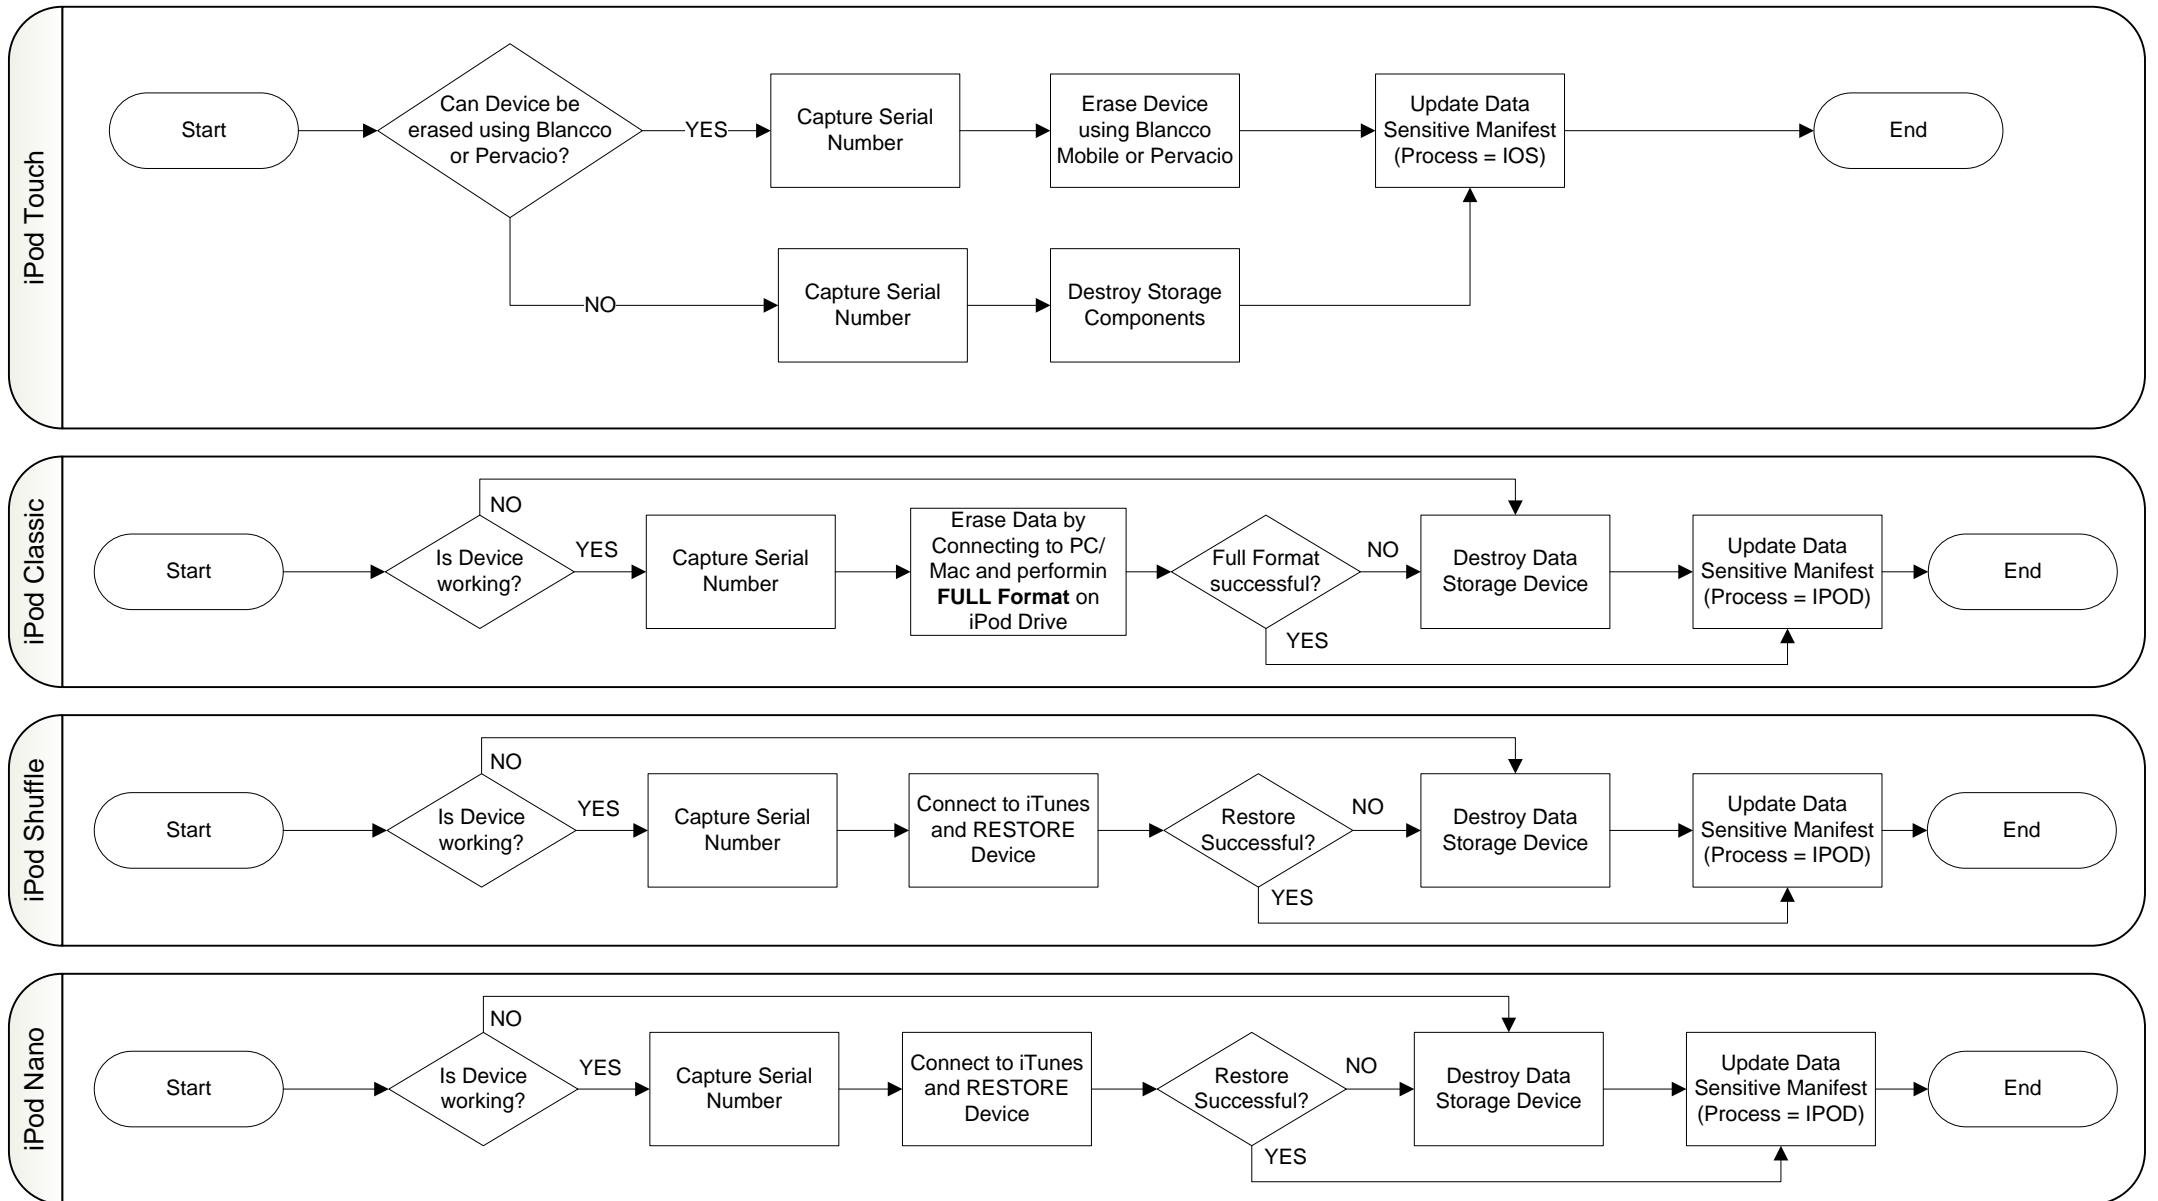 iPod Touch
Start
Can Device be
erased using Blancco
or Pervacio?
YES
Capture Serial
Number
Erase Device
using Blancco
Mobile or Pervacio
Update Data
Sensitive Manifest
(Process = IOS)
End
NO
Capture Serial
Number
Destroy Storage
Components
iPod Classic
Start
Is Device
working?
NO
YES
Capture Serial
Number
Erase Data by
Connecting to PC/
Mac and performin
FULL Format on
iPod Drive
Full Format
successful?
NO
YES
Destroy Data
Storage Device
Update Data
Sensitive Manifest
(Process = IPOD)
End
iPod Shuffle
Start
Is Device
working?
NO
YES
Capture Serial
Number
Connect to iTunes
and RESTORE
Device
Restore
Successful?
NO
YES
Destroy Data
Storage Device
Update Data
Sensitive Manifest
(Process = IPOD)
End
iPod Nano
Start
Is Device
working?
NO
YES
Capture Serial
Number
Connect to iTunes
and RESTORE
Device
Restore
Successful?
NO
YES
Destroy Data
Storage Device
Update Data
Sensitive Manifest
(Process = IPOD)
End